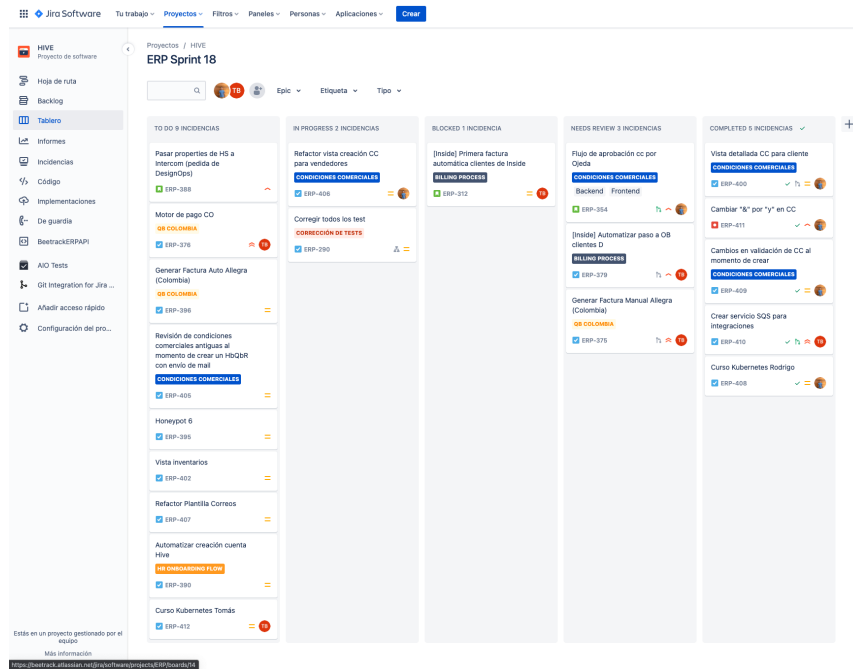 Jira Software
Tu trabajo
Proyectos
Filtros
Paneles
Personas
Aplicaciones
Crear
HIVE
Proyecto de software
Hoja de ruta
Backlog
Tablero
Informes
Incidencias
Código
Implementaciones
De guardia
BeetrackERPAPI
AIO Tests
Git Integration for Jira ...
Añadir acceso rápido
Configuración del pro...
Estás en un proyecto gestionado por el
equipo
Más información
https://beetrack.atlassian.net/jira/software/projects/ERP/boards/14
Proyectos / HIVE
ERP Sprint 18
TB
Epic
Etiqueta
Tipo
TO DO 9 INCIDENCIAS
Pasar properties de HS a
Intercom (pedida de
DesignOps)
ERP-388
Motor de pago CO
QB COLOMBIA
ERP-376
TB
Generar Factura Auto Allegra
(Colombia)
QB COLOMBIA
ERP-396
Revisión de condiciones
comerciales antiguas al
momento de crear un HbQbR
con envío de mail
CONDICIONES COMERCIALES
ERP-405
Honeypot 6
ERP-395
Vista inventarios
ERP-402
Refactor Plantilla Correos
ERP-407
Automatizar creación cuenta
Hive
HR ONBOARDING FLOW
ERP-390
Curso Kubernetes Tomás
ERP-412
TB
IN PROGRESS 2 INCIDENCIAS
Refactor vista creación CC
para vendedores
CONDICIONES COMERCIALES
ERP-406
Corregir todos los test
CORRECCIÓN DE TESTS
ERP-290
BLOCKED 1 INCIDENCIA
[Inside] Primera factura
automática clientes de Inside
BILLING PROCESS
ERP-312
TB
NEEDS REVIEW 3 INCIDENCIAS
Flujo de aprobación cc por
Ojeda
CONDICIONES COMERCIALES
Backend Frontend
ERP-354
[Inside] Automatizar paso a OB
clientes D
BILLING PROCESS
ERP-379
TB
Generar Factura Manual Allegra
(Colombia)
QB COLOMBIA
ERP-375
TB
COMPLETED 5 INCIDENCIAS
Vista detallada CC para cliente
CONDICIONES COMERCIALES
ERP-400
Cambiar "&" por "y" en CC
ERP-411
Cambios en validación de CC al
momento de crear
CONDICIONES COMERCIALES
ERP-409
Crear servicio SQS para
integraciones
ERP-410
TB
Curso Kubernetes Rodrigo
ERP-408